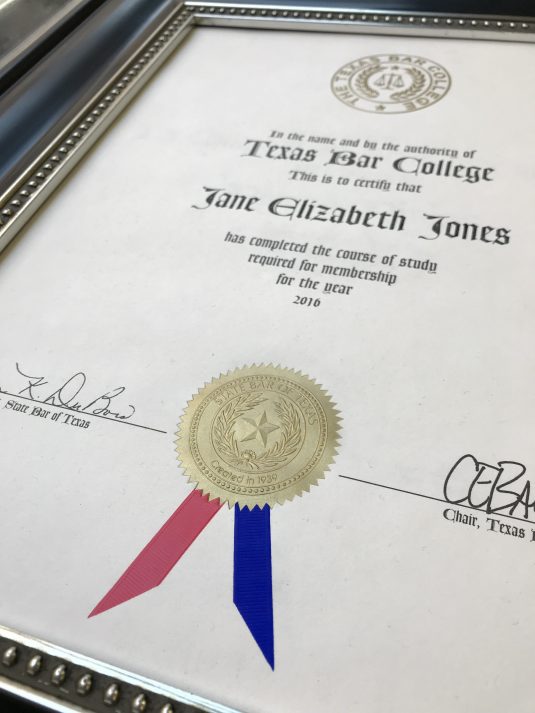 THE TEXAS BAR COLLEGE
In the name and by the authority of
Texas Bar College
This is to certify that
Jane Elizabeth Jones
has completed the course of study
required for membership
for the year
2016
K. DuBois
State Bar of Texas
STATE BAR OF TEXAS
Created in 1939
Chair, Texas